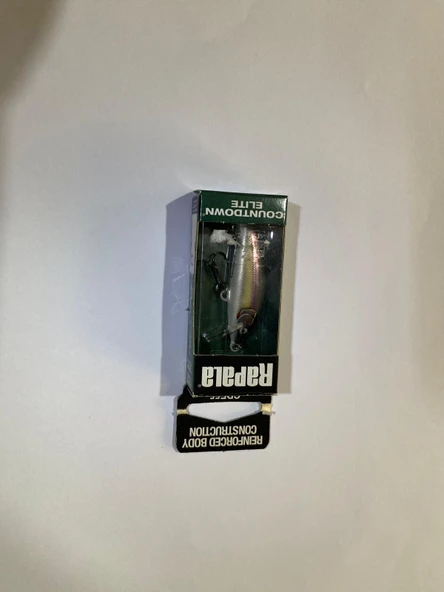 REINFORCED BODY
CONSTRUCTION
Rapala®
COUNTDOWN®
ELITE